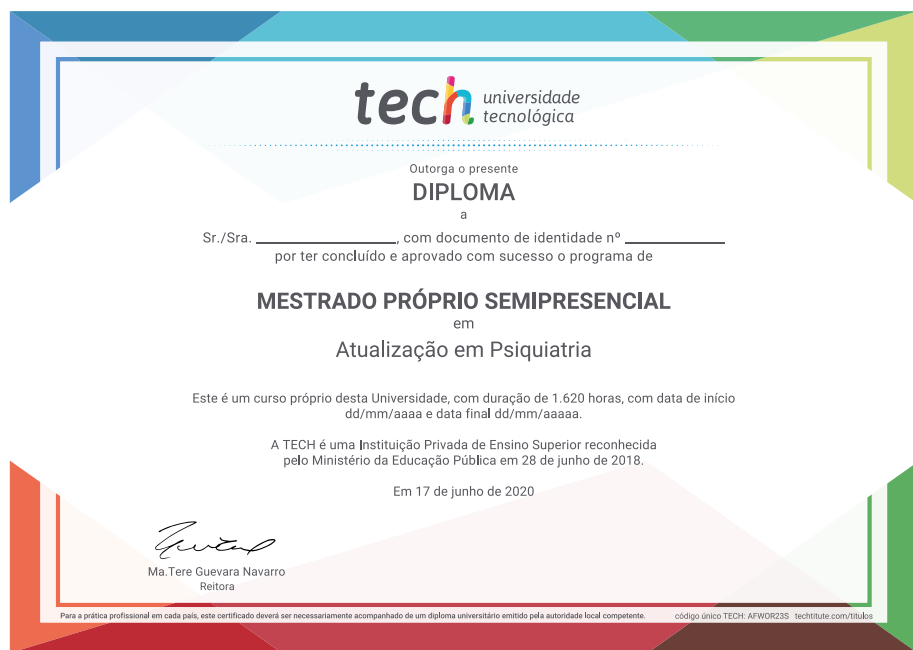 tech universidade
tecnológica
Outorga o presente
DIPLOMA
a
Sr./Sra. ____________________, com documento de identidade nº ______________
por ter concluído e aprovado com sucesso o programa de
MESTRADO PRÓPRIO SEMIPRESENCIAL
em
Atualização em Psiquiatria
Este é um curso próprio desta Universidade, com duração de 1.620 horas, com data de início
dd/mm/aaaa e data final dd/mm/aaaaa.
A TECH é uma Instituição Privada de Ensino Superior reconhecida
pelo Ministério da Educação Pública em 28 de junho de 2018.
Em 17 de junho de 2020
Ma.Tere Guevara Navarro
Reitora
Para a prática profissional em cada país, este certificado deverá ser necessariamente acompanhado de um diploma universitário emitido pela autoridade local competente. código único TECH: AFWOR23S techtitute.com/titulos